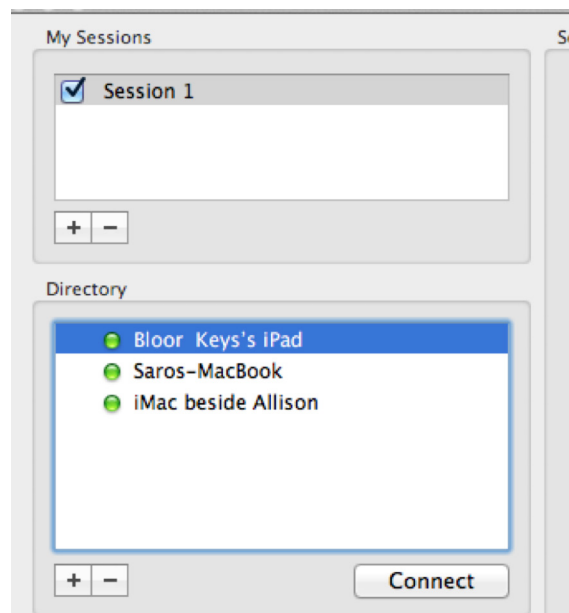 My Sessions
Session 1
+ −
Directory
Bloor Keys's iPad
Saros-MacBook
iMac beside Allison
+ −
Connect